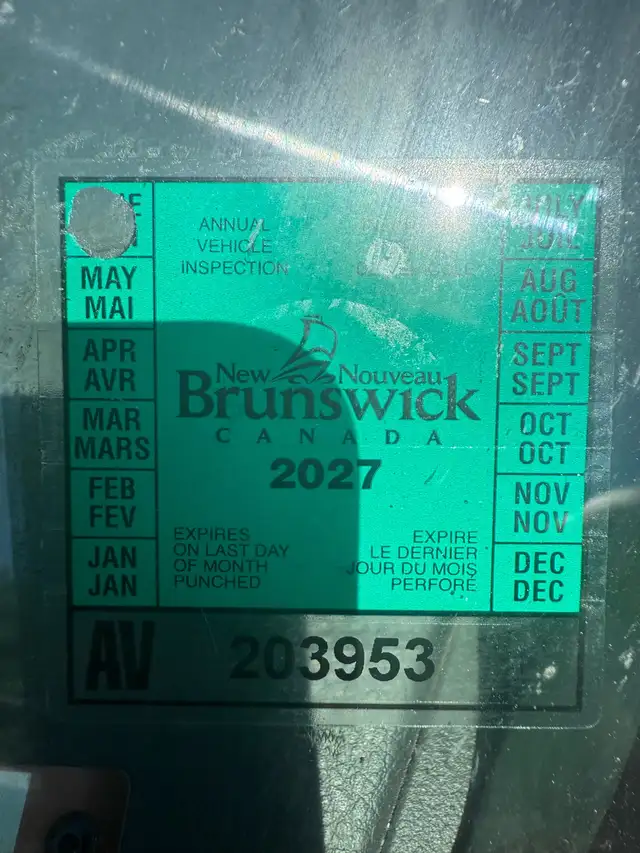 ANNUAL
VEHICLE
INSPECTION
MAY
MAI
APR
AVR
MAR
MARS
FEB
FEV
JAN
JAN
JULY
JUIL
AUG
AOÛT
SEPT
SEPT
OCT
OCT
NOV
NOV
DEC
DEC
New Nouveau
Brunswick
CANADA
2027
EXPIRES
ON LAST DAY
OF MONTH
PUNCHED
EXPIRE
LE DERNIER
JOUR DU MOIS
PERFORÉ
AV 203953